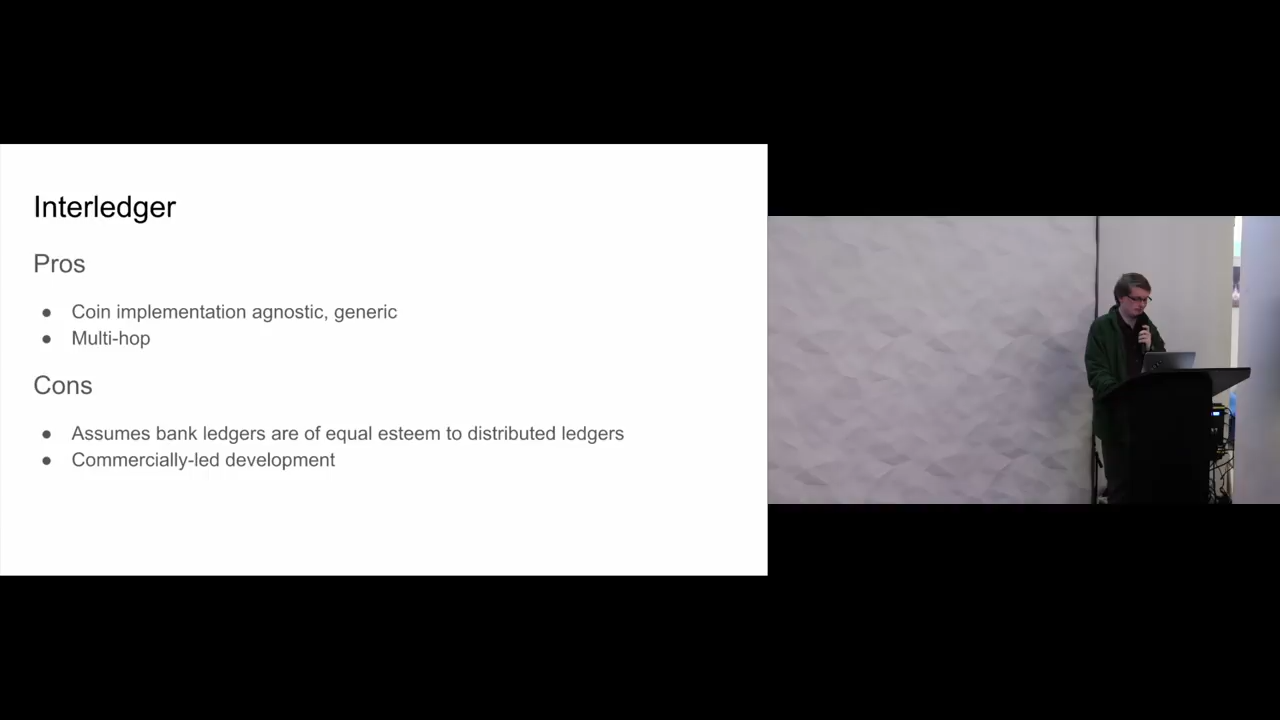 Interledger
Pros
● Coin implementation agnostic, generic
● Multi-hop
Cons
● Assumes bank ledgers are of equal esteem to distributed ledgers
● Commercially-led development